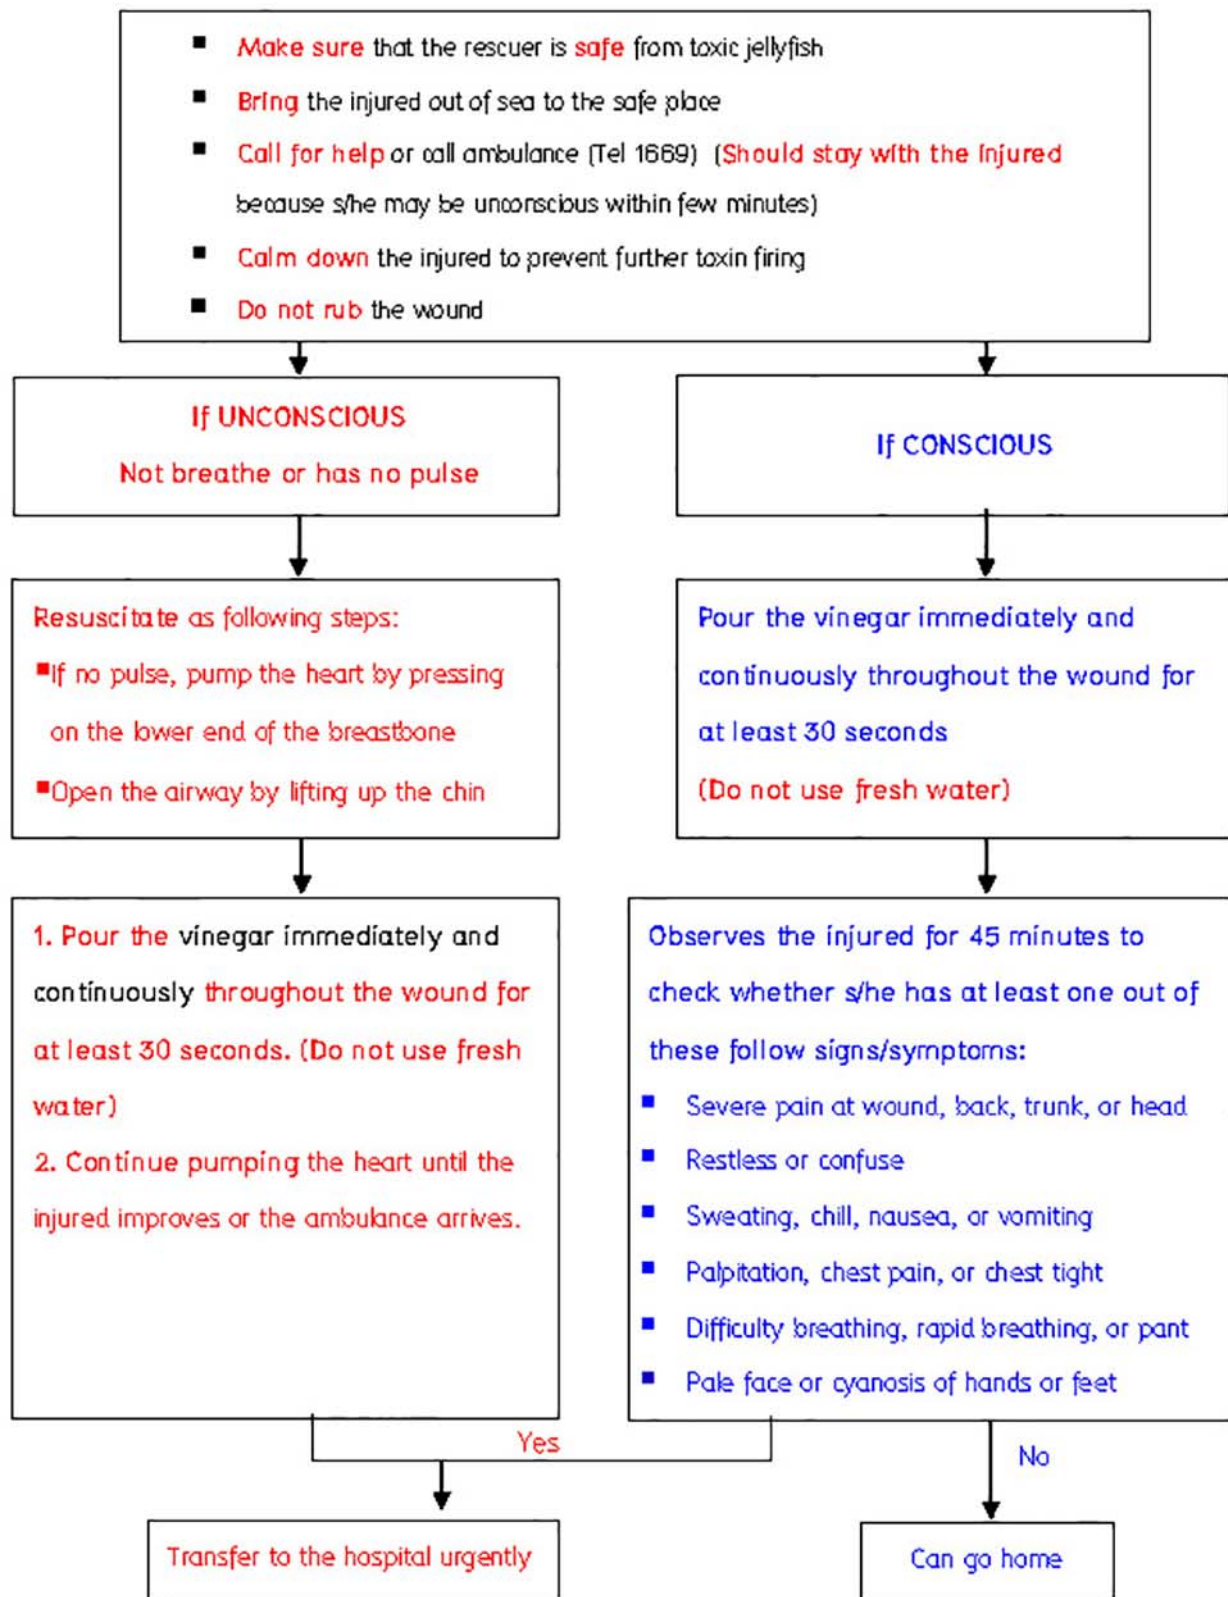 ▪ Make sure that the rescuer is safe from toxic jellyfish
▪ Bring the injured out of sea to the safe place
▪ Call for help or call ambulance (Tel 1669) (Should stay with the injured
because s/he may be unconscious within few minutes)
▪ Calm down the injured to prevent further toxin firing
▪ Do not rub the wound
If UNCONSCIOUS
Not breathe or has no pulse
If CONSCIOUS
Resuscitate as following steps:
▪If no pulse, pump the heart by pressing
on the lower end of the breastbone
▪Open the airway by lifting up the chin
Pour the vinegar immediately and
continuously throughout the wound for
at least 30 seconds
(Do not use fresh water)
1. Pour the vinegar immediately and
continuously throughout the wound for
at least 30 seconds. (Do not use fresh
water)
2. Continue pumping the heart until the
injured improves or the ambulance arrives.
Observes the injured for 45 minutes to
check whether s/he has at least one out of
these follow signs/symptoms:
▪ Severe pain at wound, back, trunk, or head
▪ Restless or confuse
▪ Sweating, chill, nausea, or vomiting
▪ Palpitation, chest pain, or chest tight
▪ Difficulty breathing, rapid breathing, or pant
▪ Pale face or cyanosis of hands or feet
Yes
No
Transfer to the hospital urgently
Can go home